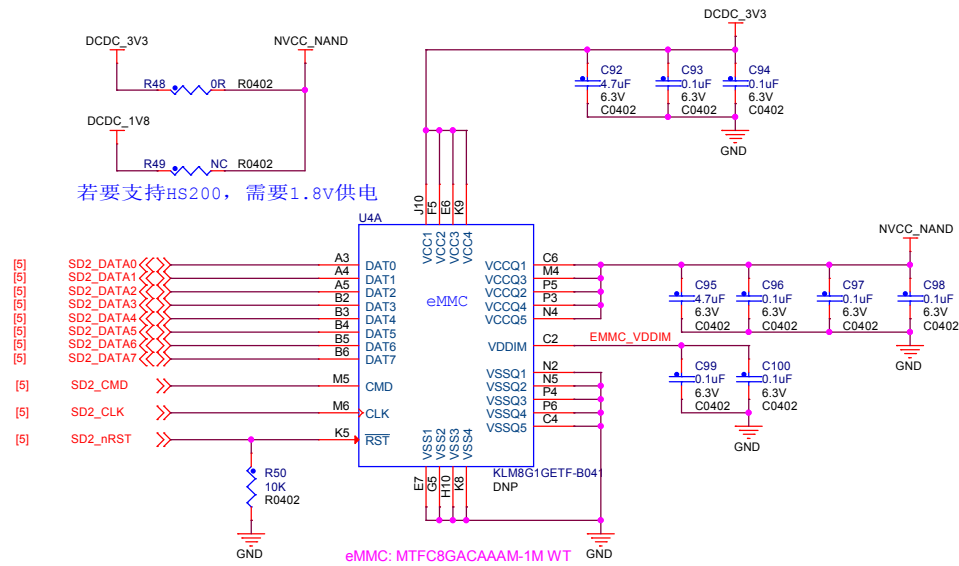 DCDC_3V3
NVCC_NAND
R48
0R
R0402
DCDC_1V8
R49
NC
R0402
若要支持HS200，需要1.8V供电
DCDC_3V3
C92
4.7uF
6.3V
C0402
C93
0.1uF
6.3V
C0402
C94
0.1uF
6.3V
C0402
GND
J10
F5
E6
K9
U4A
VCC1
VCC2
VCC3
VCC4
eMMC
[5] SD2_DATA0 A3 DAT0
[5] SD2_DATA1 A4 DAT1
[5] SD2_DATA2 A5 DAT2
[5] SD2_DATA3 B2 DAT3
[5] SD2_DATA4 B3 DAT4
[5] SD2_DATA5 B4 DAT5
[5] SD2_DATA6 B5 DAT6
[5] SD2_DATA7 B6 DAT7
[5] SD2_CMD M5 CMD
[5] SD2_CLK M6 CLK
[5] SD2_nRST K5 RST
R50
10K
R0402
GND
VCCQ1 C6
VCCQ3 M4
VCCQ2 P5
VCCQ4 P3
VCCQ5 N4
VDDIM C2 EMMC_VDDIM
VSSQ1 N2
VSSQ2 N5
VSSQ3 P4
VSSQ4 P6
VSSQ5 C4
NVCC_NAND
C95
4.7uF
6.3V
C0402
C96
0.1uF
6.3V
C0402
C97
0.1uF
6.3V
C0402
C98
0.1uF
6.3V
C0402
GND
C99
0.1uF
6.3V
C0402
C100
0.1uF
6.3V
C0402
GND
VSS1
VSS2
VSS3
VSS4
E7
G5
H10
K8
KLM8G1GETF-B041
DNP
GND
eMMC: MTFC8GACAAAM-1M WT